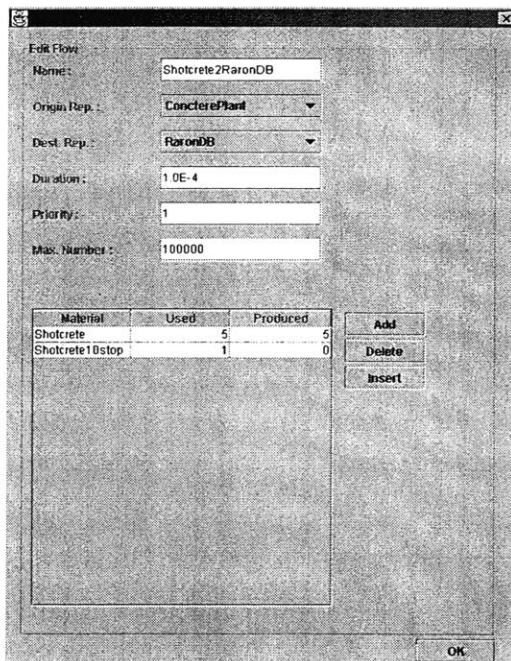 Edit Flow
Name : Shotcrete2RaronDB
Origin Rep. : ConcterePlant
Dest. Rep. : RaronDB
Duration : 1.0E-4
Priority : 1
Max. Number : 100000
Material Used Produced
Shotcrete 5 5
Shotcrete10stop 1 0
Add
Delete
Insert
OK